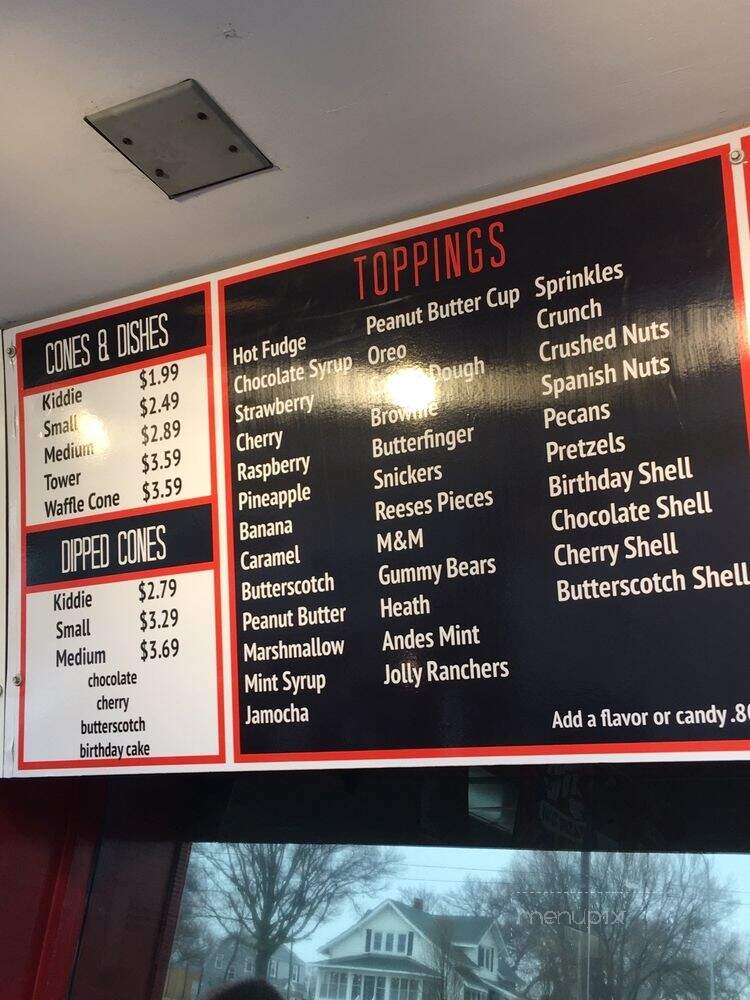 CONES & DISHES
Kiddie $1.99
Small $2.49
Medium $2.89
Tower $3.59
Waffle Cone $3.59
DIPPED CONES
Kiddie $2.79
Small $3.29
Medium $3.69
chocolate
cherry
butterscotch
birthday cake
TOPPINGS
Hot Fudge
Chocolate Syrup
Strawberry
Cherry
Raspberry
Pineapple
Banana
Caramel
Butterscotch
Peanut Butter
Marshmallow
Mint Syrup
Jamocha
Peanut Butter Cup
Oreo
Dough
Brownie
Butterfinger
Snickers
Reeses Pieces
M&M
Gummy Bears
Heath
Andes Mint
Jolly Ranchers
Sprinkles
Crunch
Crushed Nuts
Spanish Nuts
Pecans
Pretzels
Birthday Shell
Chocolate Shell
Cherry Shell
Butterscotch Shell
Add a flavor or candy
menupix